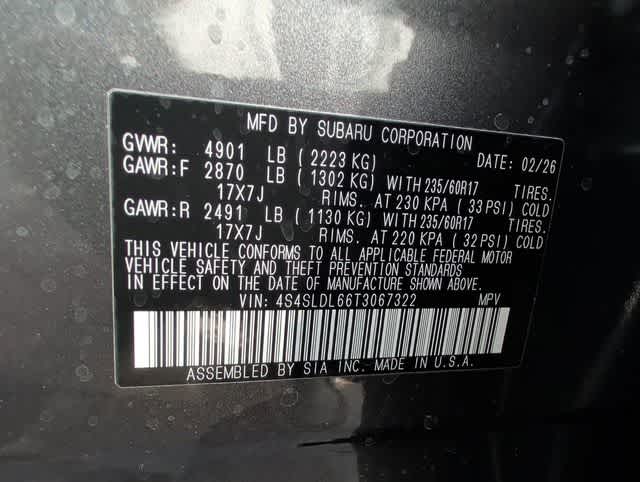 MFD BY SUBARU CORPORATION
GVWR: 4901 LB (2223 KG) DATE: 02/26
GAWR:F 2870 LB (1302 KG) WITH 235/60R17 TIRES.
17X7J RIMS. AT 230 KPA (33 PSI) COLD
GAWR:R 2491 LB (1130 KG) WITH 235/60R17 TIRES.
17X7J RIMS. AT 220 KPA (32 PSI) COLD
THIS VEHICLE CONFORMS TO ALL APPLICABLE FEDERAL MOTOR
VEHICLE SAFETY AND THEFT PREVENTION STANDARDS
IN EFFECT ON THE DATE OF MANUFACTURE SHOWN ABOVE.
VIN: 4S4SLDL66T3067322 MPV
ASSEMBLED BY SIA INC. MADE IN U.S.A.